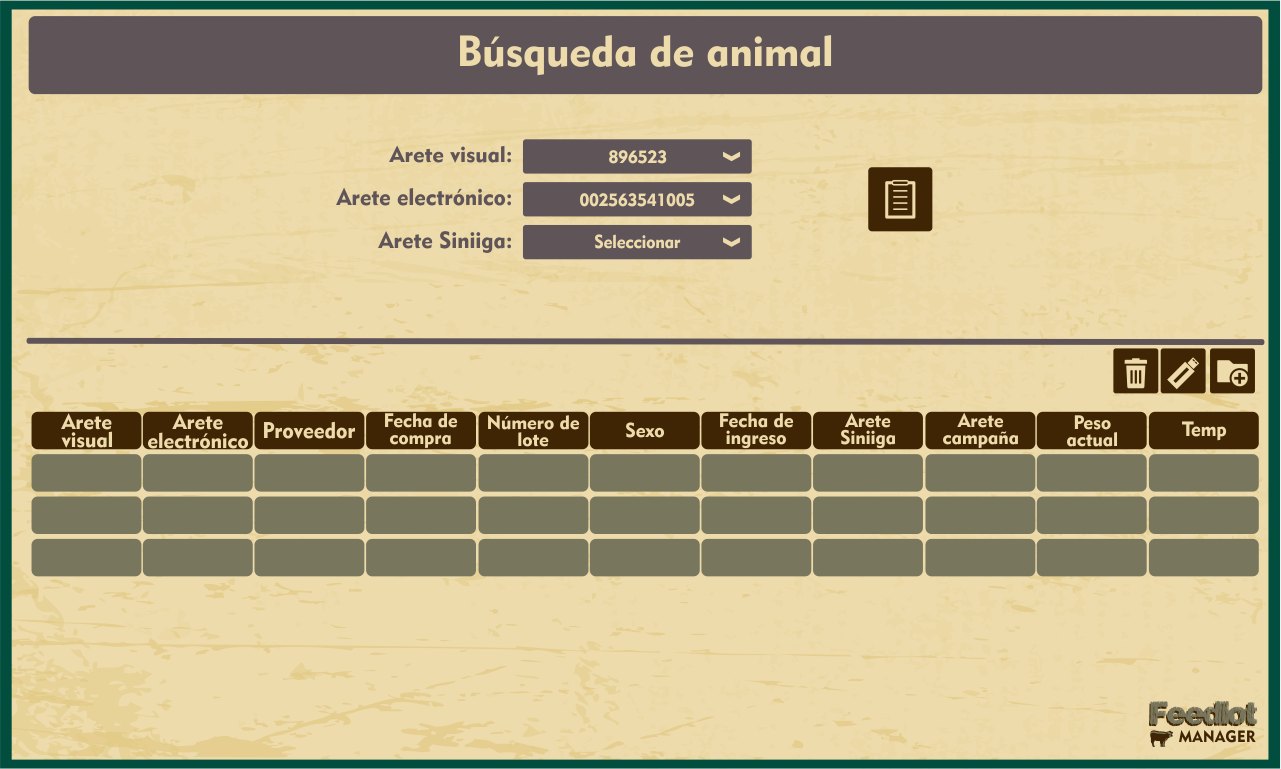 Búsqueda de animal
Arete visual:
896523
Arete electrónico:
002563541005
Arete Siniiga:
Seleccionar
Arete
visual
Arete
electrónico
Proveedor
Fecha de
compra
Número de
lote
Sexo
Fecha de
ingreso
Arete
Siniiga
Arete
campaña
Peso
actual
Temp
Feedlot
MANAGER